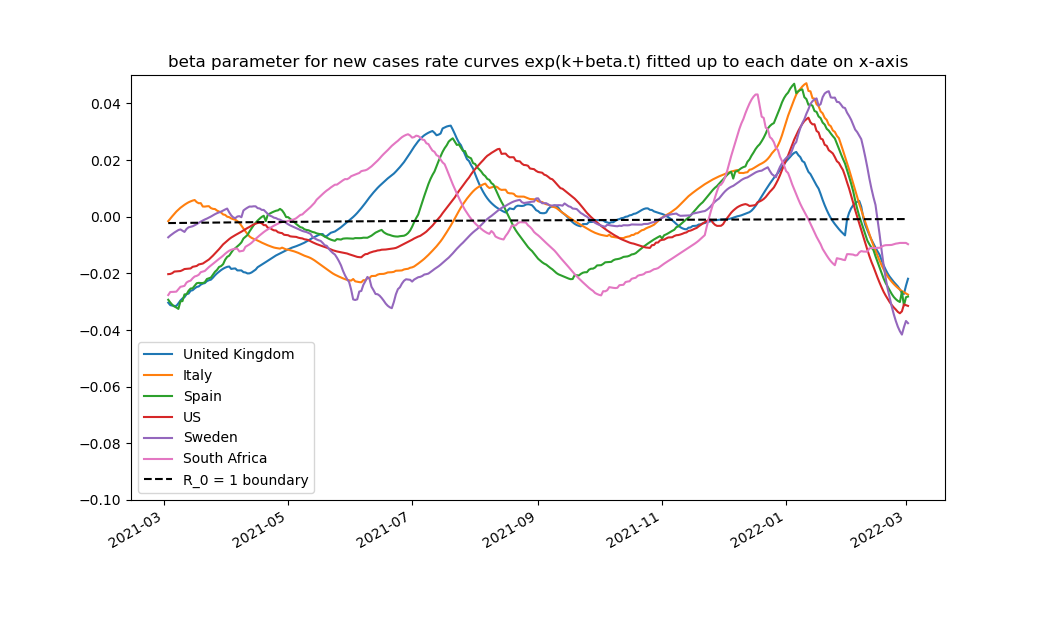 beta parameter for new cases rate curves exp(k+beta.t) fitted up to each date on x-axis
0.04
0.02
0.00
−0.02
−0.04
−0.06
−0.08
−0.10
United Kingdom
Italy
Spain
US
Sweden
South Africa
R_0 = 1 boundary
2021-03
2021-05
2021-07
2021-09
2021-11
2022-01
2022-03